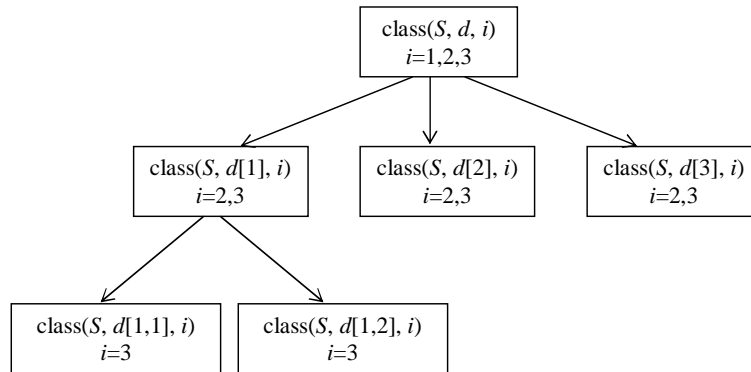 class(S, d, i)
i=1,2,3
class(S, d[1], i)
i=2,3
class(S, d[2], i)
i=2,3
class(S, d[3], i)
i=2,3
class(S, d[1,1], i)
i=3
class(S, d[1,2], i)
i=3